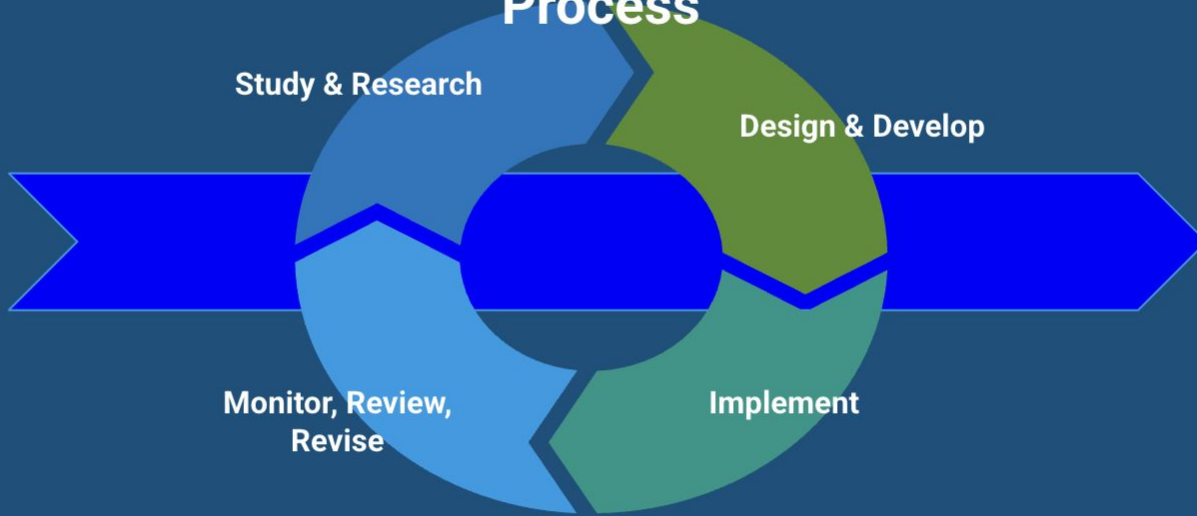 Process
Study & Research
Design & Develop
Monitor, Review,
Revise
Implement